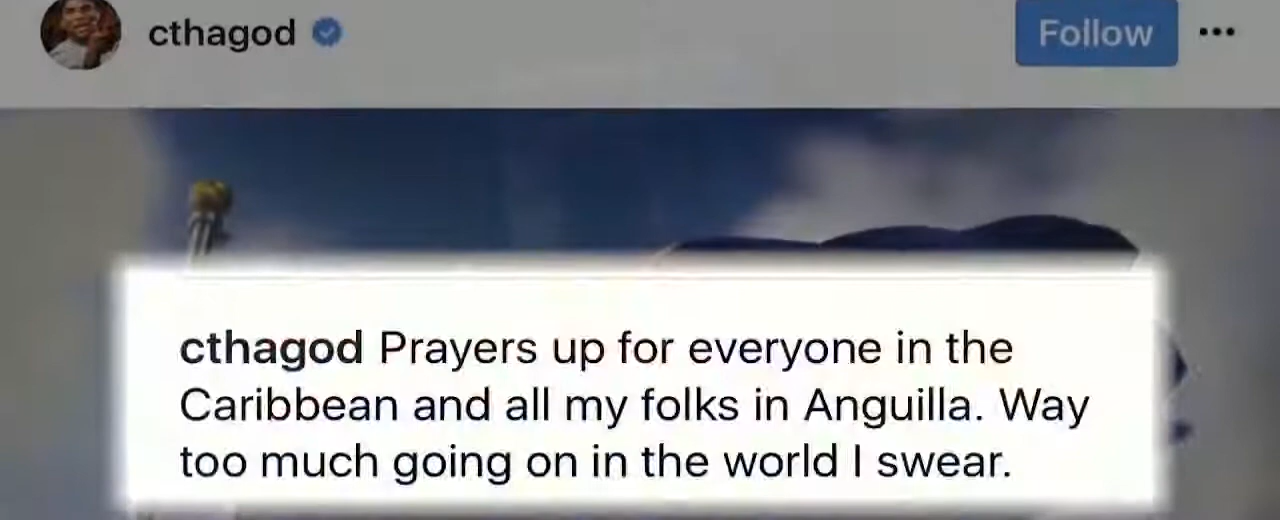 cthagod
Follow
cthagod Prayers up for everyone in the
Caribbean and all my folks in Anguilla. Way
too much going on in the world I swear.